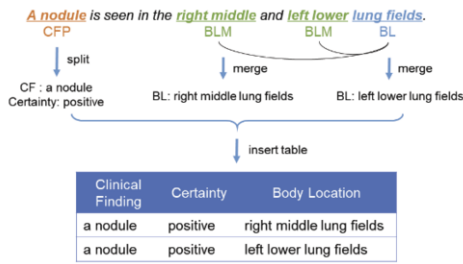 A nodule is seen in the right middle and left lower lung fields.
CFP BLM BLM BL
split merge merge
CF : a nodule
Certainty: positive
BL: right middle lung fields BL: left lower lung fields
insert table
Clinical Finding Certainty Body Location
a nodule positive right middle lung fields
a nodule positive left lower lung fields